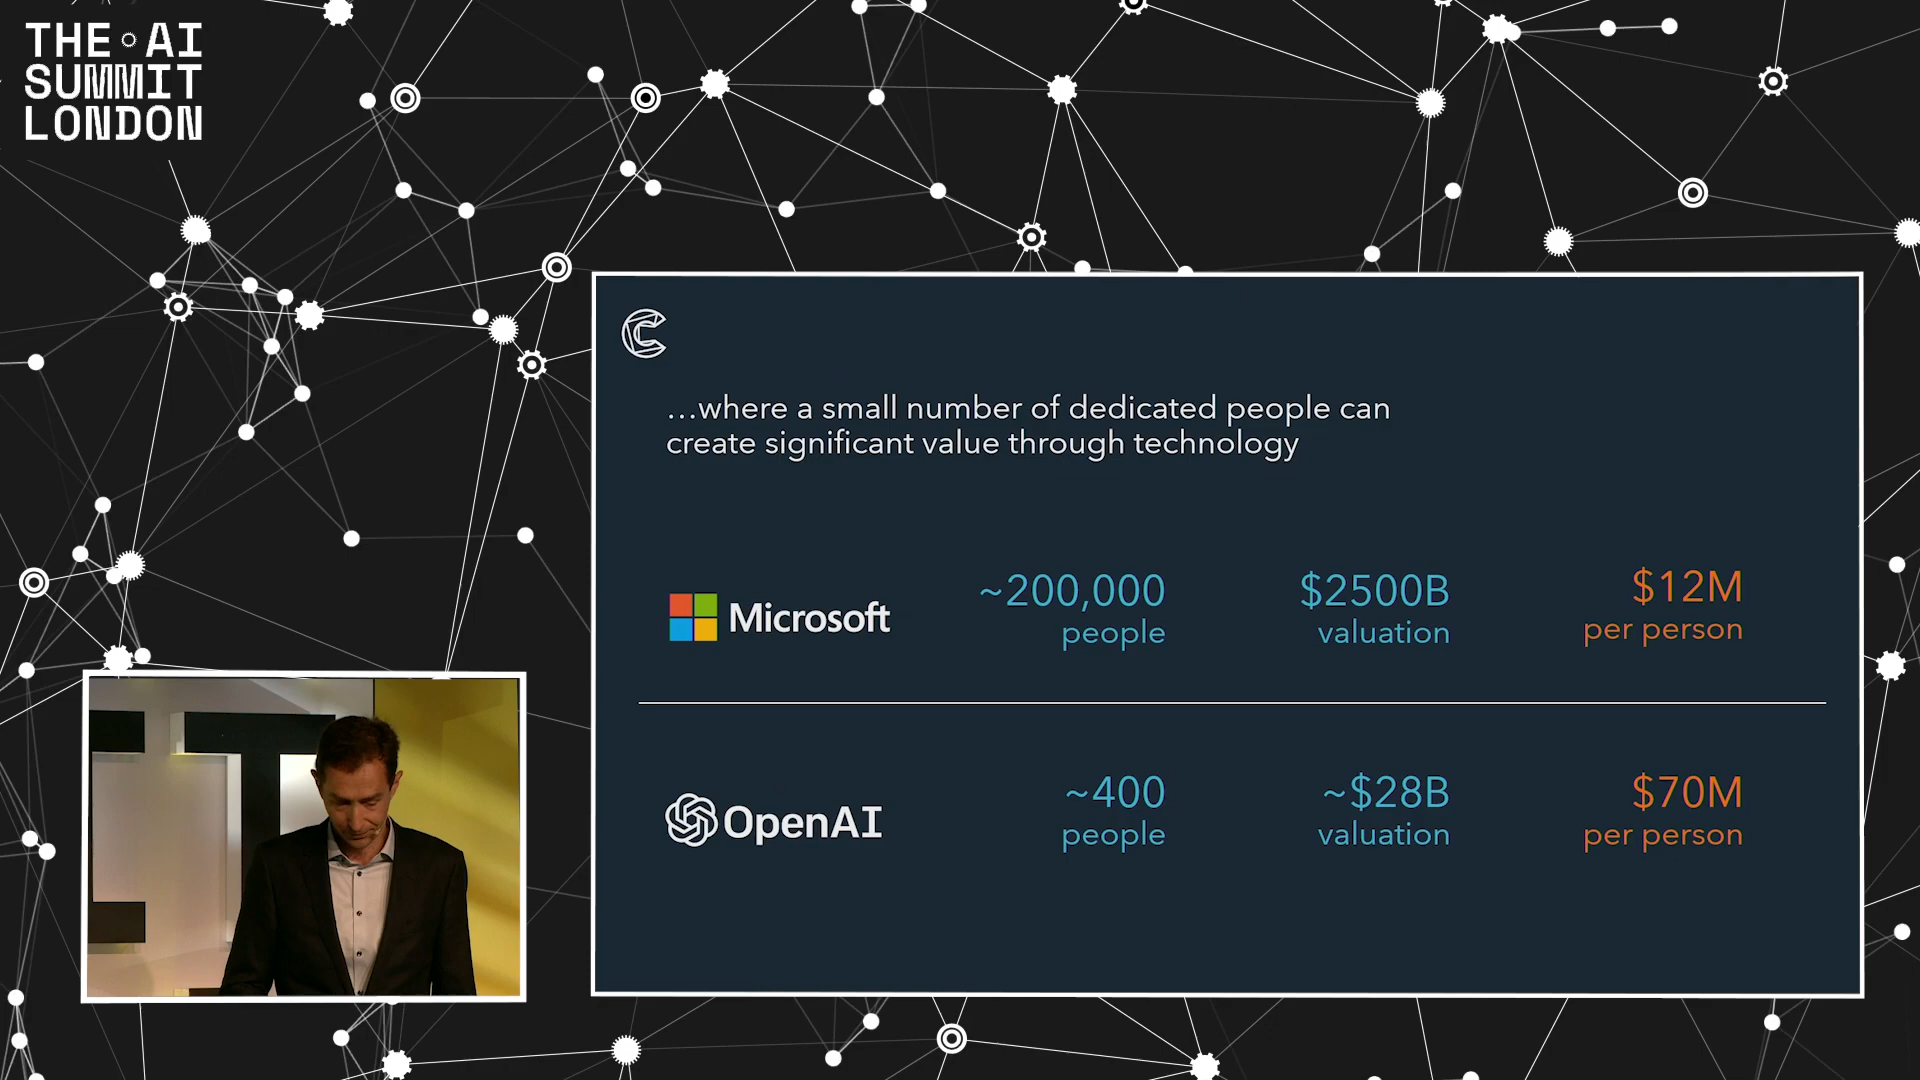 THE AI
SUMMIT
LONDON
C
...where a small number of dedicated people can
create significant value through technology
Microsoft
~200,000
people
$2500B
valuation
$12M
per person
OpenAI
~400
people
~$28B
valuation
$70M
per person